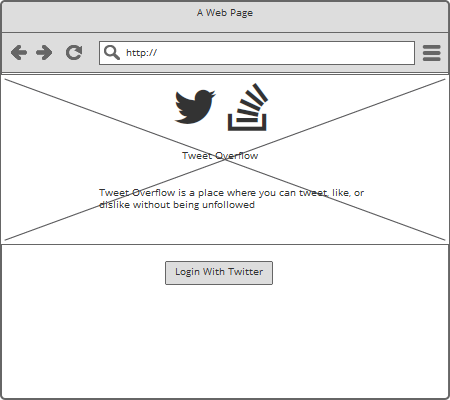 A Web Page
http://
Tweet Overflow
Tweet Overflow is a place where you can tweet, like, or
dislike without being unfollowed
Login With Twitter